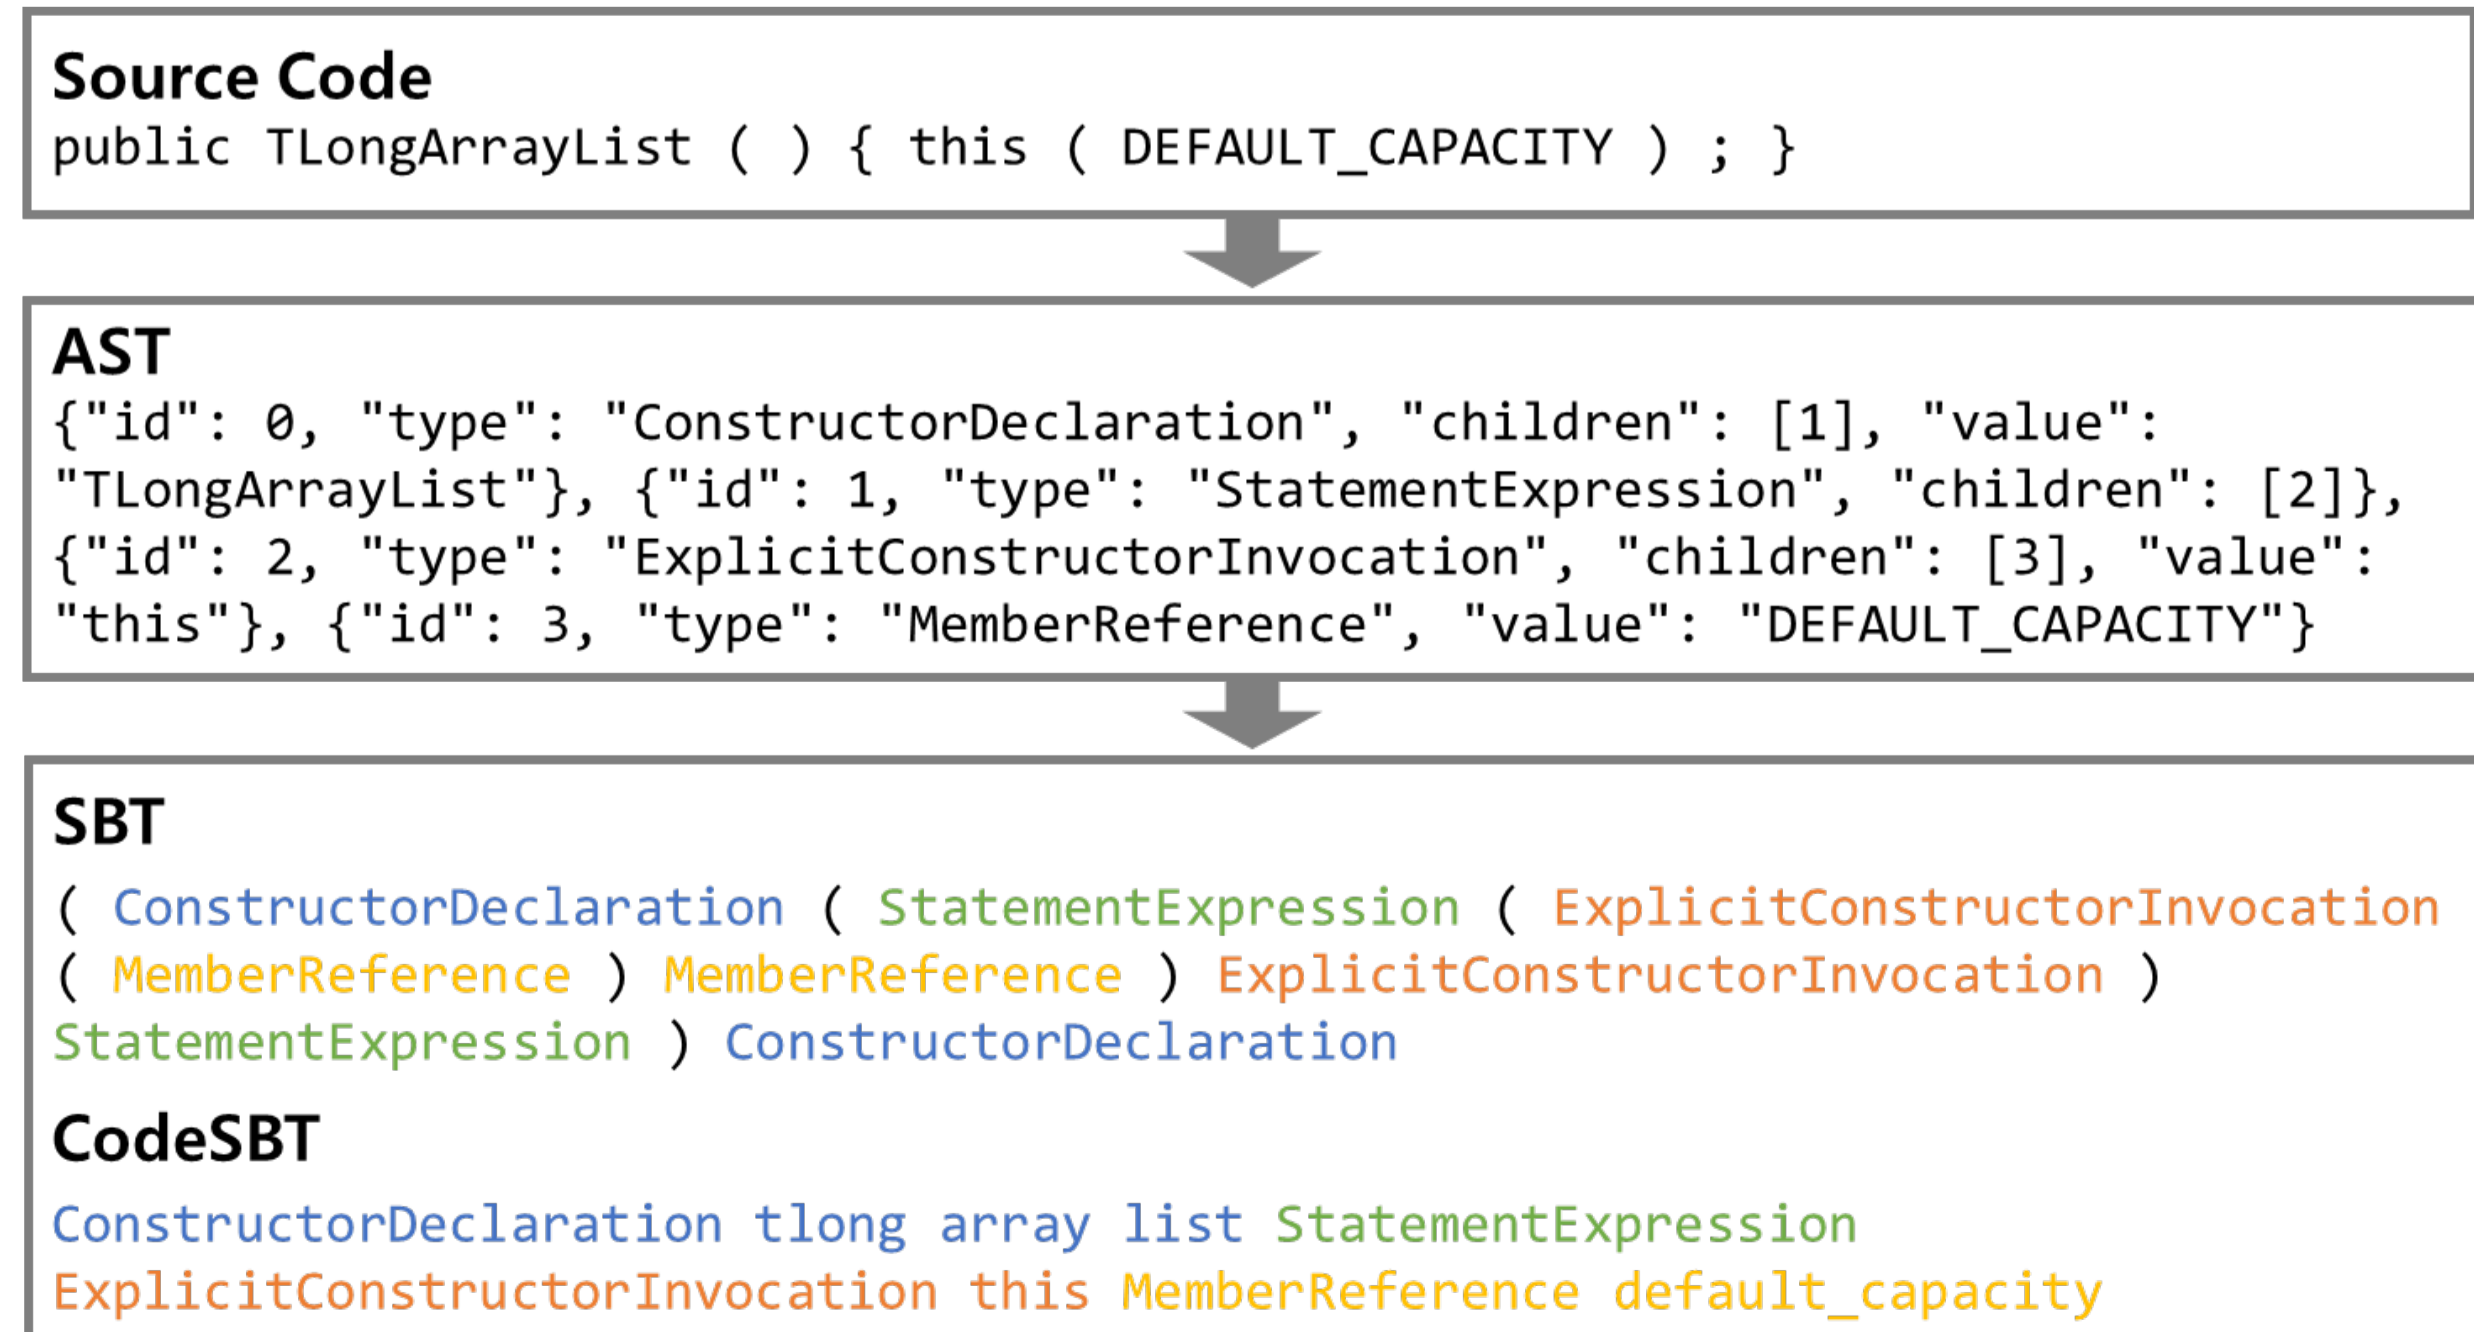 Source Code
public TLongArrayList ( ) { this ( DEFAULT_CAPACITY ) ; }
AST
{"id": 0, "type": "ConstructorDeclaration", "children": [1], "value":
"TLongArrayList"}, {"id": 1, "type": "StatementExpression", "children": [2]},
{"id": 2, "type": "ExplicitConstructorInvocation", "children": [3], "value":
"this"}, {"id": 3, "type": "MemberReference", "value": "DEFAULT_CAPACITY"}
SBT
( ConstructorDeclaration ( StatementExpression ( ExplicitConstructorInvocation
( MemberReference ) MemberReference ) ExplicitConstructorInvocation )
StatementExpression ) ConstructorDeclaration
CodeSBT
ConstructorDeclaration tlong array list StatementExpression
ExplicitConstructorInvocation this MemberReference default_capacity